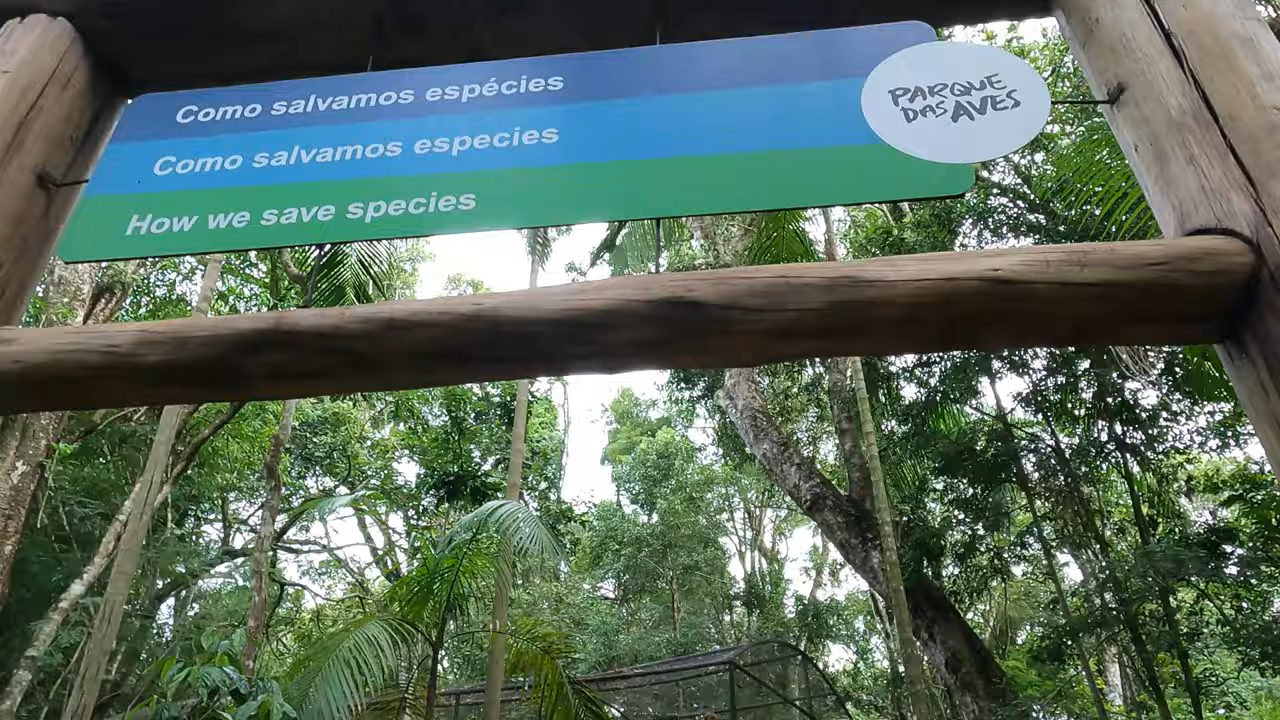 Como salvamos espécies
Como salvamos especies
How we save species
PARQUE
DAS AVES